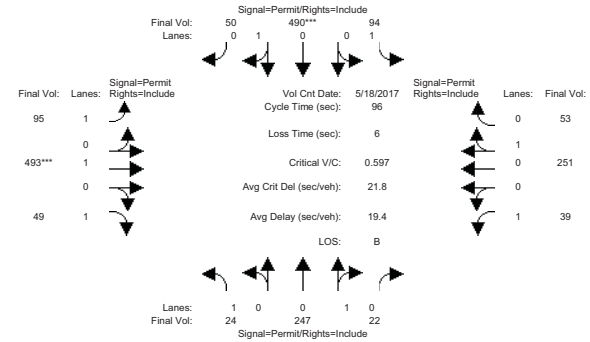 Signal=Permit/Rights=Include
Final Vol: 50 490*** 94
Lanes: 0 1 0 0 1
Signal=Permit Signal=Permit
Final Vol: Lanes: Rights=Include Vol Cnt Date: 5/18/2017 Rights=Include Lanes: Final Vol:
Cycle Time (sec): 96
95 1 0 53
Loss Time (sec): 6
0 1
493*** 1 Critical V/C: 0.597 0 251
0 Avg Crit Del (sec/veh): 21.8 0
49 1 Avg Delay (sec/veh): 19.4 1 39
LOS: B
Lanes: 1 0 0 1 0
Final Vol: 24 247 22
Signal=Permit/Rights=Include